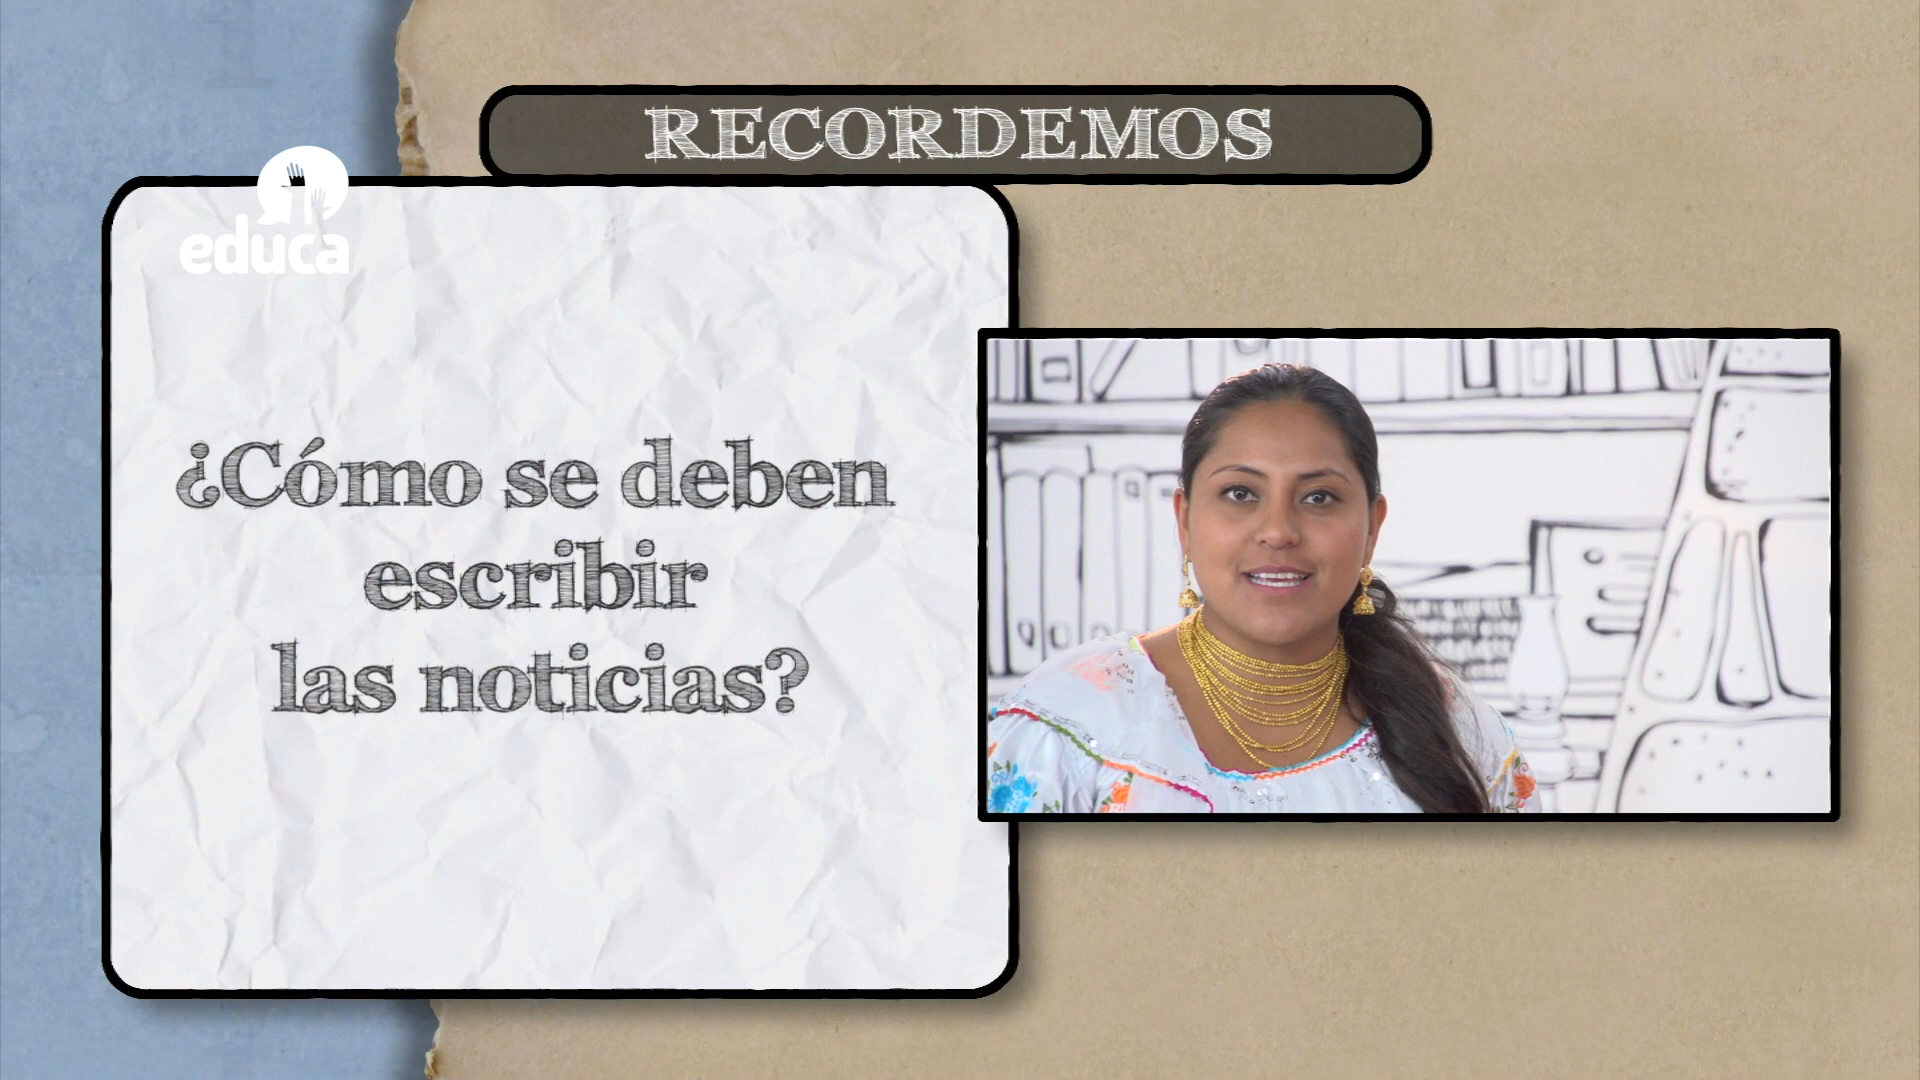 RECORDEMOS
educa
¿Cómo se deben
escribir
las noticias?